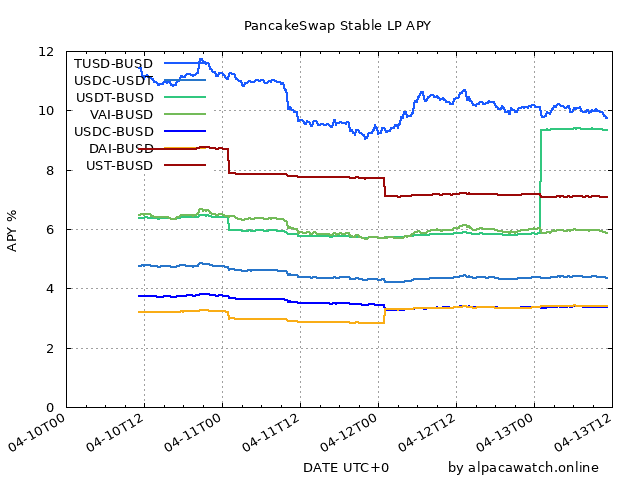 PancakeSwap Stable LP APY
12
10
8
6
4
2
0
APY %
TUSD-BUSD
USDC-USDT
USDT-BUSD
VAI-BUSD
USDC-BUSD
DAI-BUSD
UST-BUSD
04-10T00
04-10T12
04-11T00
04-11T12
04-12T00
04-12T12
04-13T00
04-13T12
DATE UTC+0
by alpacawatch.online